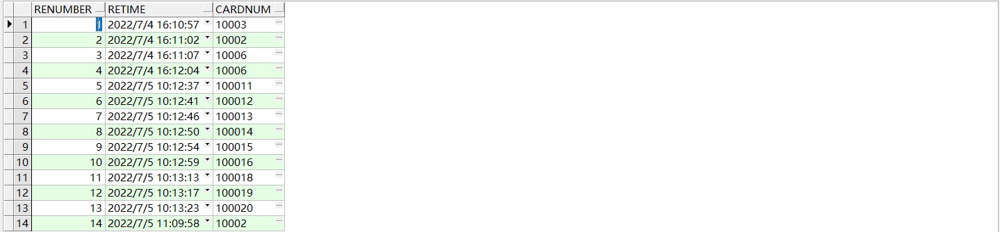 RENUMBER RETIME CARDNUM
1 1 2022/7/4 16:10:57 10003
2 2 2022/7/4 16:11:02 10002
3 3 2022/7/4 16:11:07 10006
4 4 2022/7/4 16:12:04 10006
5 5 2022/7/5 10:12:37 100011
6 6 2022/7/5 10:12:41 100012
7 7 2022/7/5 10:12:46 100013
8 8 2022/7/5 10:12:50 100014
9 9 2022/7/5 10:12:54 100015
10 10 2022/7/5 10:12:59 100016
11 11 2022/7/5 10:13:13 100018
12 12 2022/7/5 10:13:17 100019
13 13 2022/7/5 10:13:23 100020
14 14 2022/7/5 11:09:58 10002